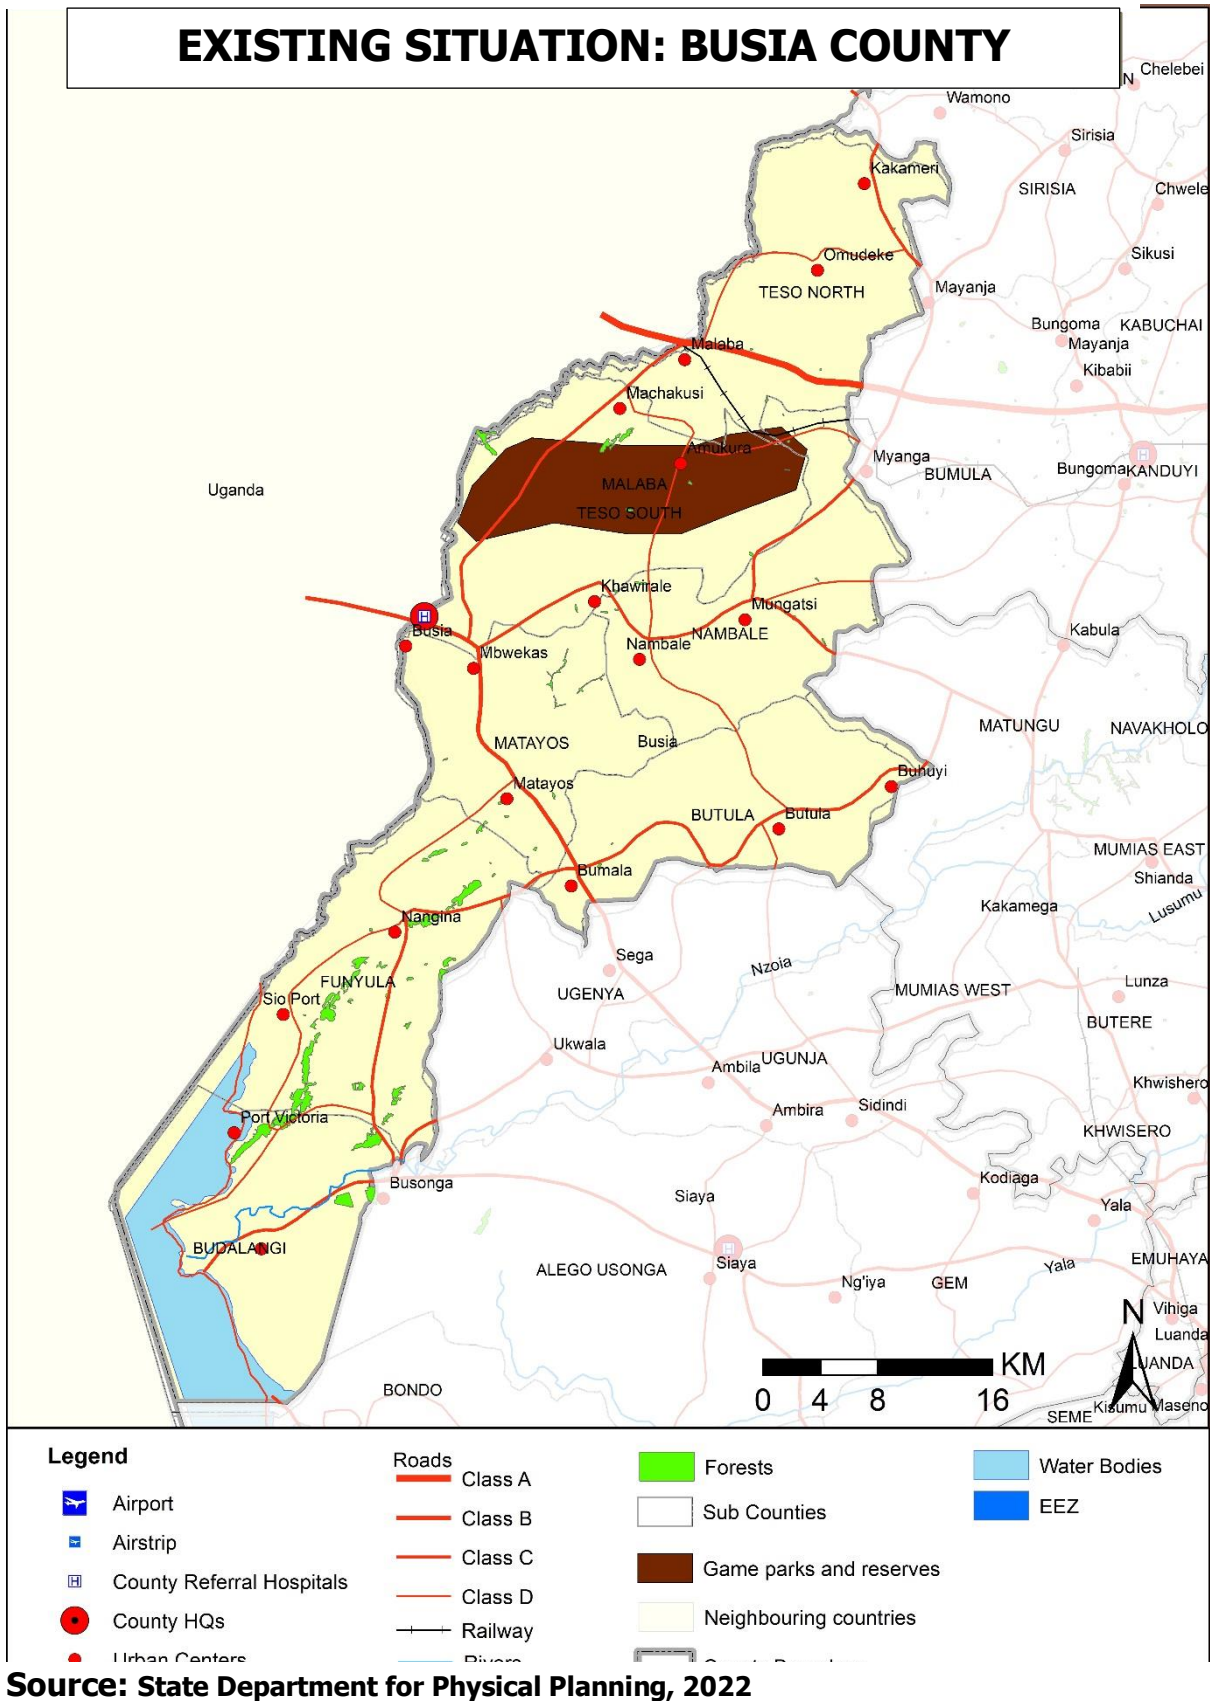 EXISTING SITUATION: BUSIA COUNTY
N
Chelebei
Wamono
Sirisia
Kakameri
SIRISIA
Chwele
Omudeke
Sikusi
TESO NORTH
Mayanja
Bungoma
KABUCHAI
Malaba
Mayanja
Kibabii
Machakusi
Amukura
Myanga
BUMULA
Bungoma
KANDUYI
MALABA
Uganda
TESO SOUTH
Khawirale
Mungatsi
Busia
Nambale
NAMBALE
Kabula
Mbwekas
MATAYOS
Busia
MATUNGU
NAVAKHOLO
Matayos
Buhuyi
BUTULA
Butula
MUMIAS EAST
Bumala
Shianda
Kakamega
Lusumu
Nangina
Sega
Nzoia
FUNYULA
UGENYA
MUMIAS WEST
Lunza
Sio Port
BUTERE
Ukwala
Ambila
UGUNJA
Khwishero
Port Victoria
Ambira
Sidindi
KHWISERO
Busonga
Siaya
Kodiaga
Yala
BUDALANGI
ALEGO USONGA
Siaya
Yala
EMUHAYA
Ng'iya
GEM
N
Vihiga
Luanda
LUANDA
KM
0 4 8 16
BONDO
SEME
Kisumu
Maseno
Legend
Airport
Airstrip
County Referral Hospitals
County HQs
Urban Centers
Roads
Class A
Class B
Class C
Class D
Railway
Rivers
Forests
Sub Counties
Game parks and reserves
Neighbouring countries
Water Bodies
EEZ
Source: State Department for Physical Planning, 2022